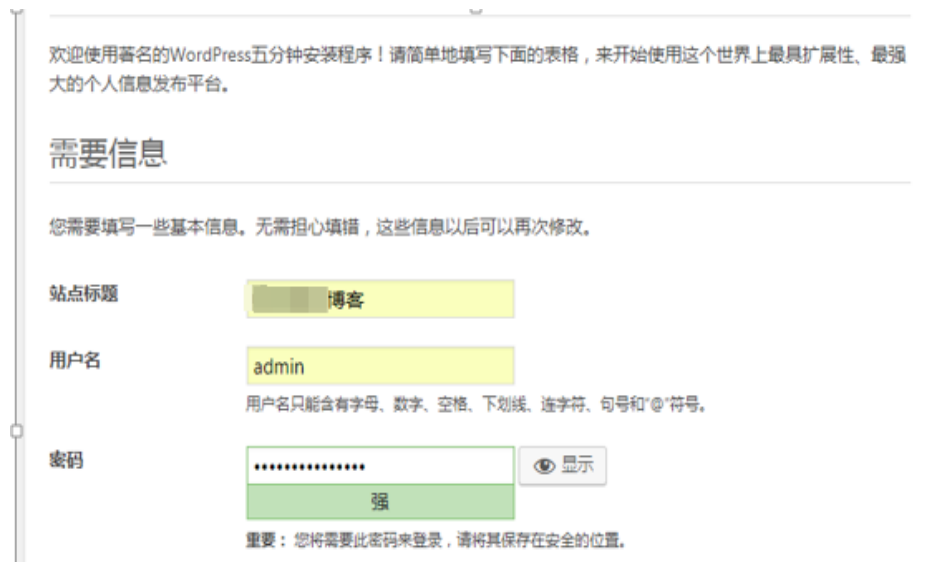 欢迎使用著名的WordPress五分钟安装程序！请简单地填写下面的表格，来开始使用这个世界上最具扩展性、最强
大的个人信息发布平台。
需要信息
您需要填写一些基本信息。无需担心填错，这些信息以后可以再次修改。
站点标题
博客
用户名
admin
用户名只能含有字母、数字、空格、下划线、连字符、句号和“@”符号。
密码
•••••••••••••••
显示
强
重要：您将需要此密码来登录，请将其保存在安全的位置。